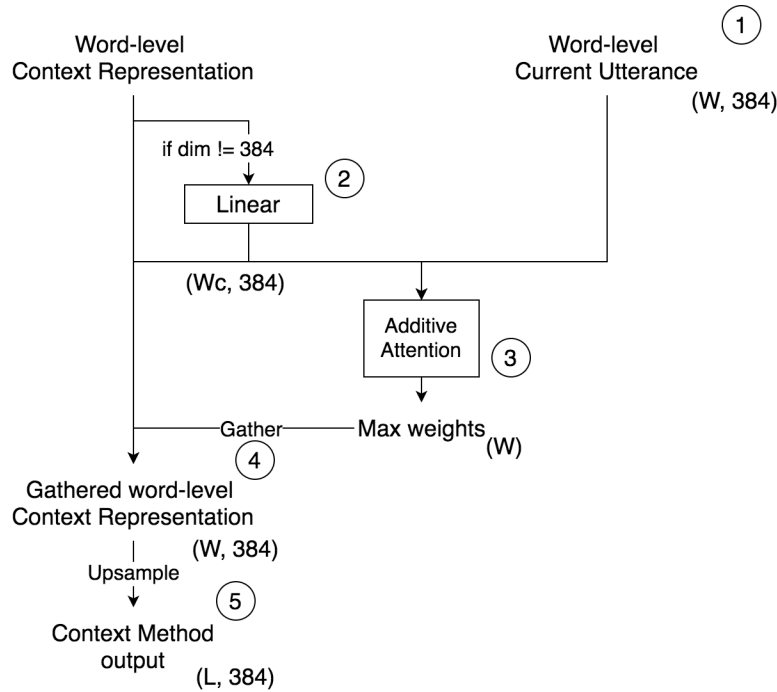 1
Word-level
Context Representation
Word-level
Current Utterance
(W, 384)
if dim != 384
2
Linear
(Wc, 384)
Additive
Attention
3
Gather
Max weights
(W)
4
Gathered word-level
Context Representation
(W, 384)
Upsample
5
Context Method
output
(L, 384)